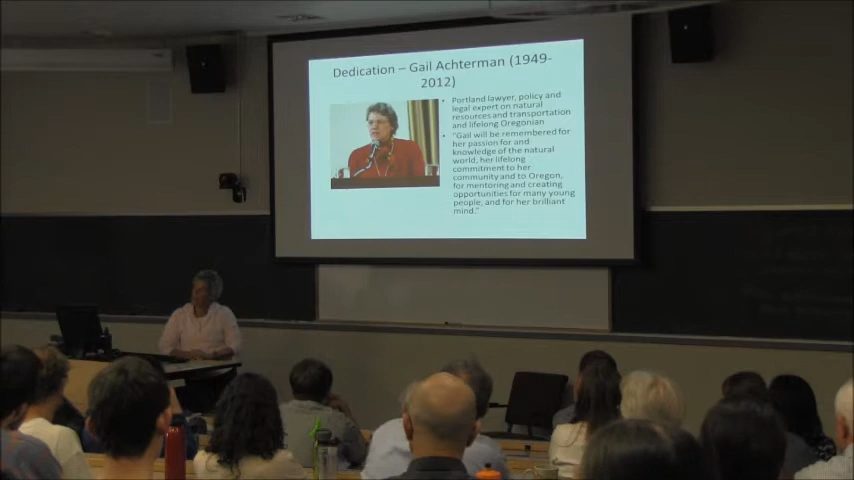 Dedication – Gail Achterman (1949-
2012)
• Portland lawyer, policy and
legal expert on natural
resources and transportation
and lifelong Oregonian
• "Gail will be remembered for
her passion for and
knowledge of the natural
world, her lifelong
commitment to her
community and to Oregon,
for mentoring and creating
opportunities for many young
people, and for her brilliant
mind."